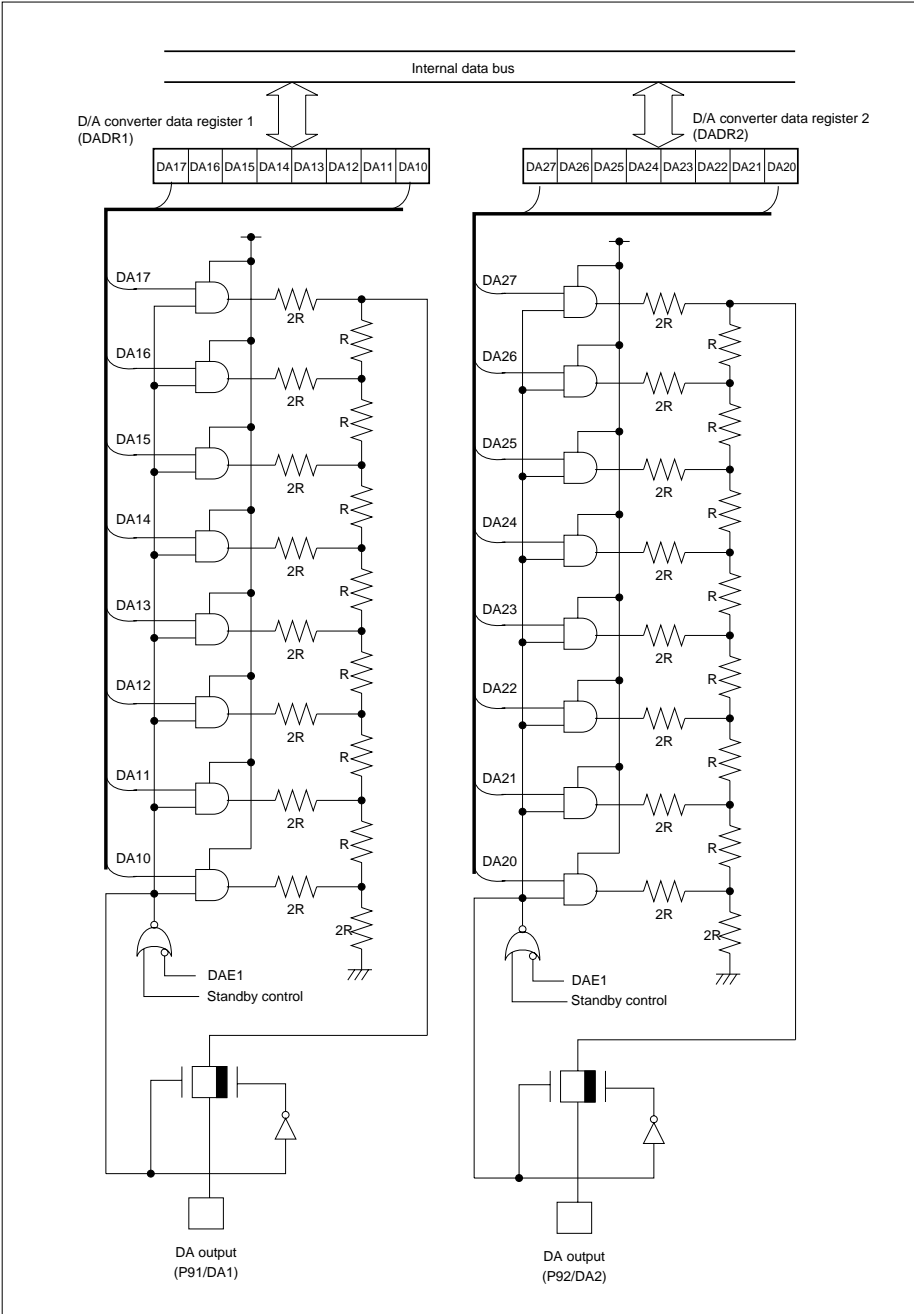 Internal data bus
D/A converter data register 1
(DADR1)
DA17 DA16 DA15 DA14 DA13 DA12 DA11 DA10
DA17
2R
R
DA16
2R
R
DA15
2R
R
DA14
2R
R
DA13
2R
R
DA12
2R
R
DA11
2R
R
DA10
2R
2R
DAE1
Standby control
DA output
(P91/DA1)
D/A converter data register 2
(DADR2)
DA27 DA26 DA25 DA24 DA23 DA22 DA21 DA20
DA27
2R
R
DA26
2R
R
DA25
2R
R
DA24
2R
R
DA23
2R
R
DA22
2R
R
DA21
2R
R
DA20
2R
2R
DAE1
Standby control
DA output
(P92/DA2)